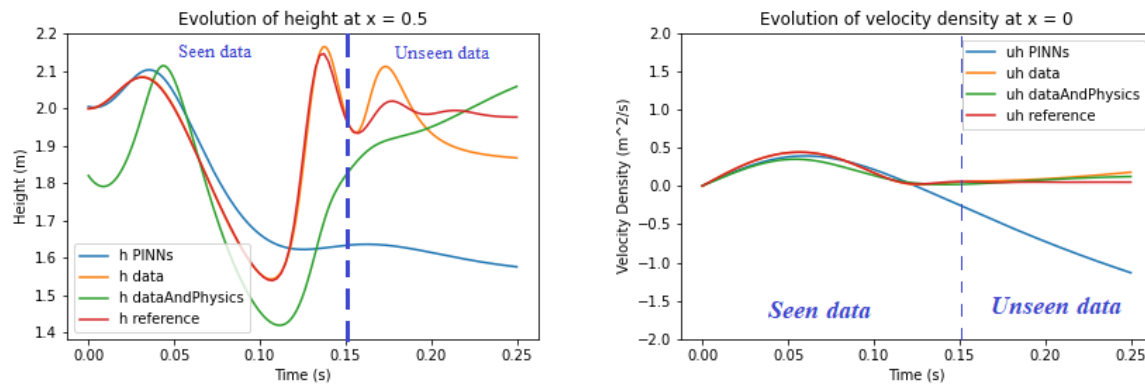 Evolution of height at x = 0.5
2.2
2.1
2.0
1.9
1.8
1.7
1.6
1.5
1.4
Height (m)
Seen data
Unseen data
h PINNs
h data
h dataAndPhysics
h reference
0.00
0.05
0.10
0.15
0.20
0.25
Time (s)
Evolution of velocity density at x = 0
2.0
1.5
1.0
0.5
0.0
−0.5
−1.0
−1.5
−2.0
Velocity Density (m^2/s)
uh PINNs
uh data
uh dataAndPhysics
uh reference
Seen data
Unseen data
0.00
0.05
0.10
0.15
0.20
0.25
Time (s)